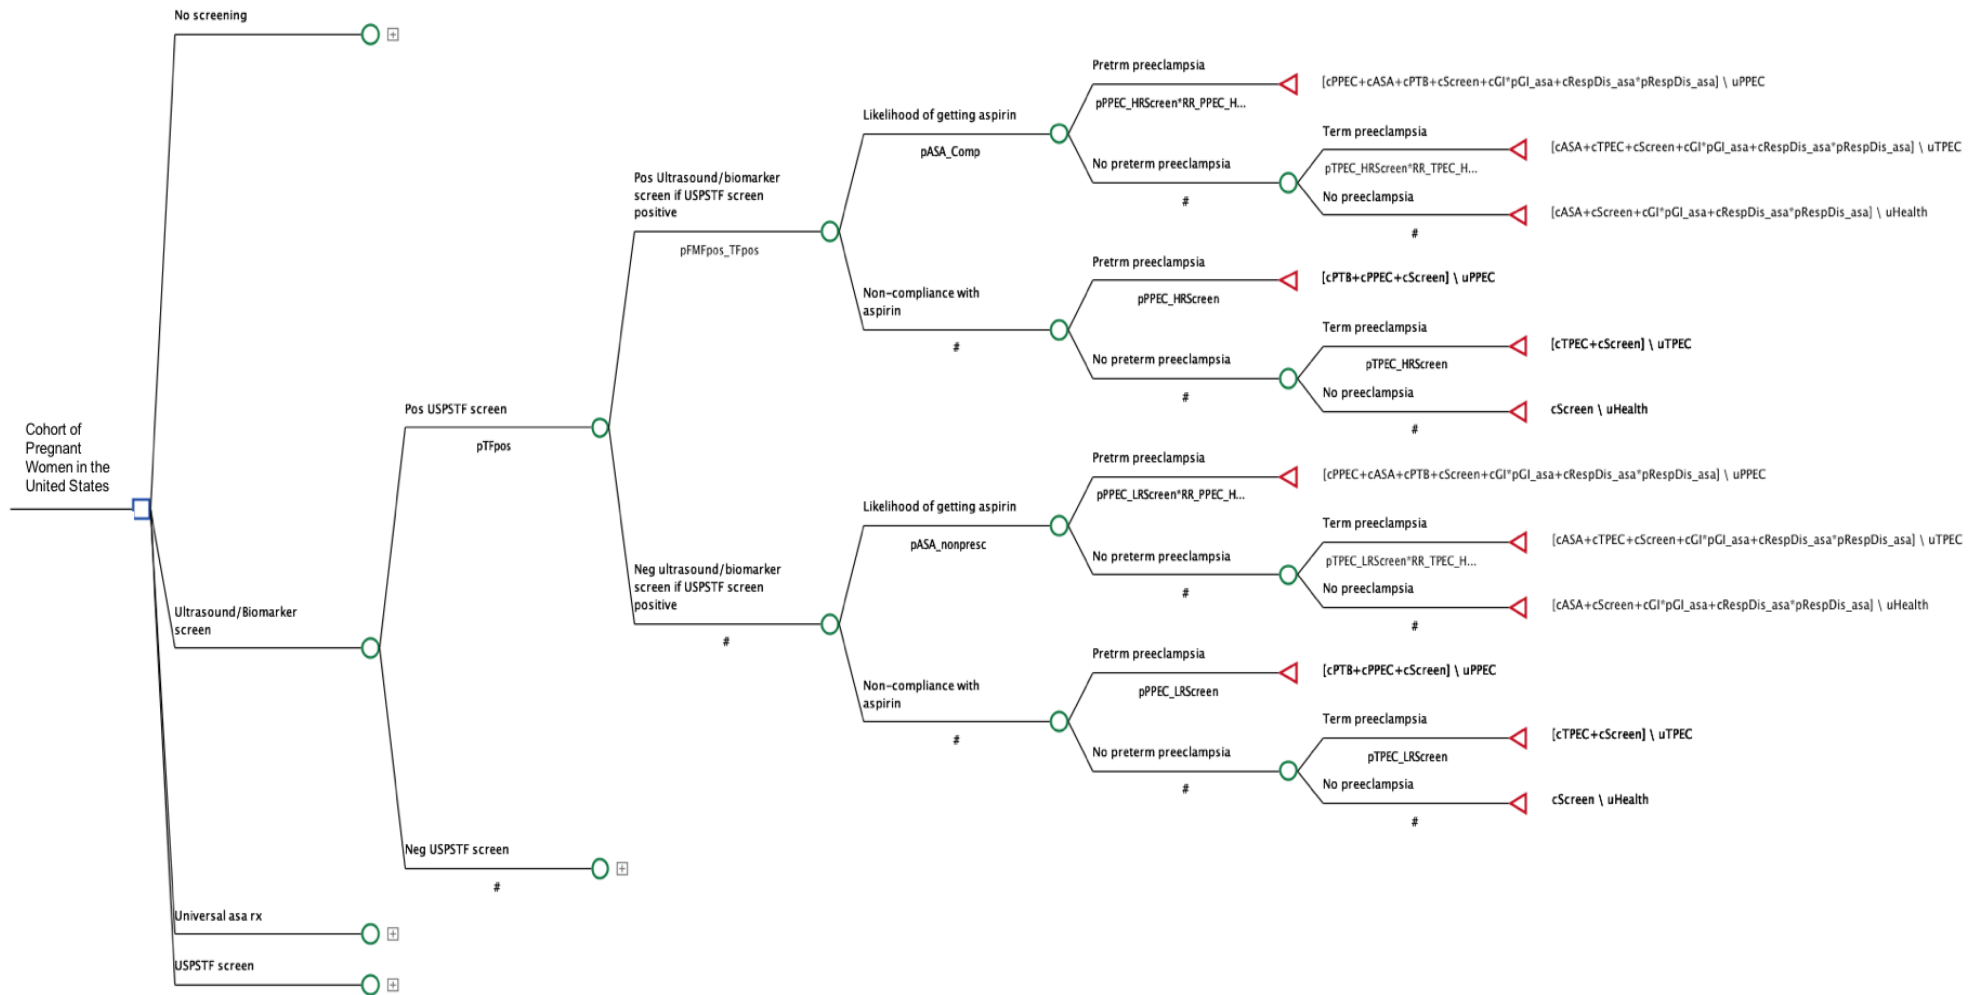 No screening
Pretrm preeclampsia
[cPPEC+cASA+cPTB+cScreen+cGI*pGI_asa+cRespDis_asa*pRespDis_asa] \ uPPEC
pPPEC_HRScreen*RR_PPEC_H...
Likelihood of getting aspirin
pASA_Comp
Term preeclampsia
[cASA+cTPEC+cScreen+cGI*pGI_asa+cRespDis_asa*pRespDis_asa] \ uTPEC
pTPEC_HRScreen*RR_TPEC_H...
No preterm preeclampsia
#
No preeclampsia
[cASA+cScreen+cGI*pGI_asa+cRespDis_asa*pRespDis_asa] \ uHealth
#
Pos Ultrasound/biomarker
screen if USPSTF screen
positive
pFMFpos_TFpos
Pretrm preeclampsia
[cPTB+cPPEC+cScreen] \ uPPEC
pPPEC_HRScreen
Non-compliance with
aspirin
#
Term preeclampsia
[cTPEC+cScreen] \ uTPEC
pTPEC_HRScreen
No preterm preeclampsia
#
No preeclampsia
cScreen \ uHealth
#
Pos USPSTF screen
pTFpos
Cohort of
Pregnant
Women in the
United States
Pretrm preeclampsia
[cPPEC+cASA+cPTB+cScreen+cGI*pGI_asa+cRespDis_asa*pRespDis_asa] \ uPPEC
pPPEC_LRScreen*RR_PPEC_H...
Likelihood of getting aspirin
pASA_nonpresc
Term preeclampsia
[cASA+cTPEC+cScreen+cGI*pGI_asa+cRespDis_asa*pRespDis_asa] \ uTPEC
pTPEC_LRScreen*RR_TPEC_H...
No preterm preeclampsia
#
No preeclampsia
[cASA+cScreen+cGI*pGI_asa+cRespDis_asa*pRespDis_asa] \ uHealth
#
Neg ultrasound/biomarker
screen if USPSTF screen
positive
#
Ultrasound/Biomarker
screen
Pretrm preeclampsia
[cPTB+cPPEC+cScreen] \ uPPEC
pPPEC_LRScreen
Non-compliance with
aspirin
#
Term preeclampsia
[cTPEC+cScreen] \ uTPEC
pTPEC_LRScreen
No preterm preeclampsia
#
No preeclampsia
cScreen \ uHealth
#
Neg USPSTF screen
#
Universal asa rx
USPSTF screen